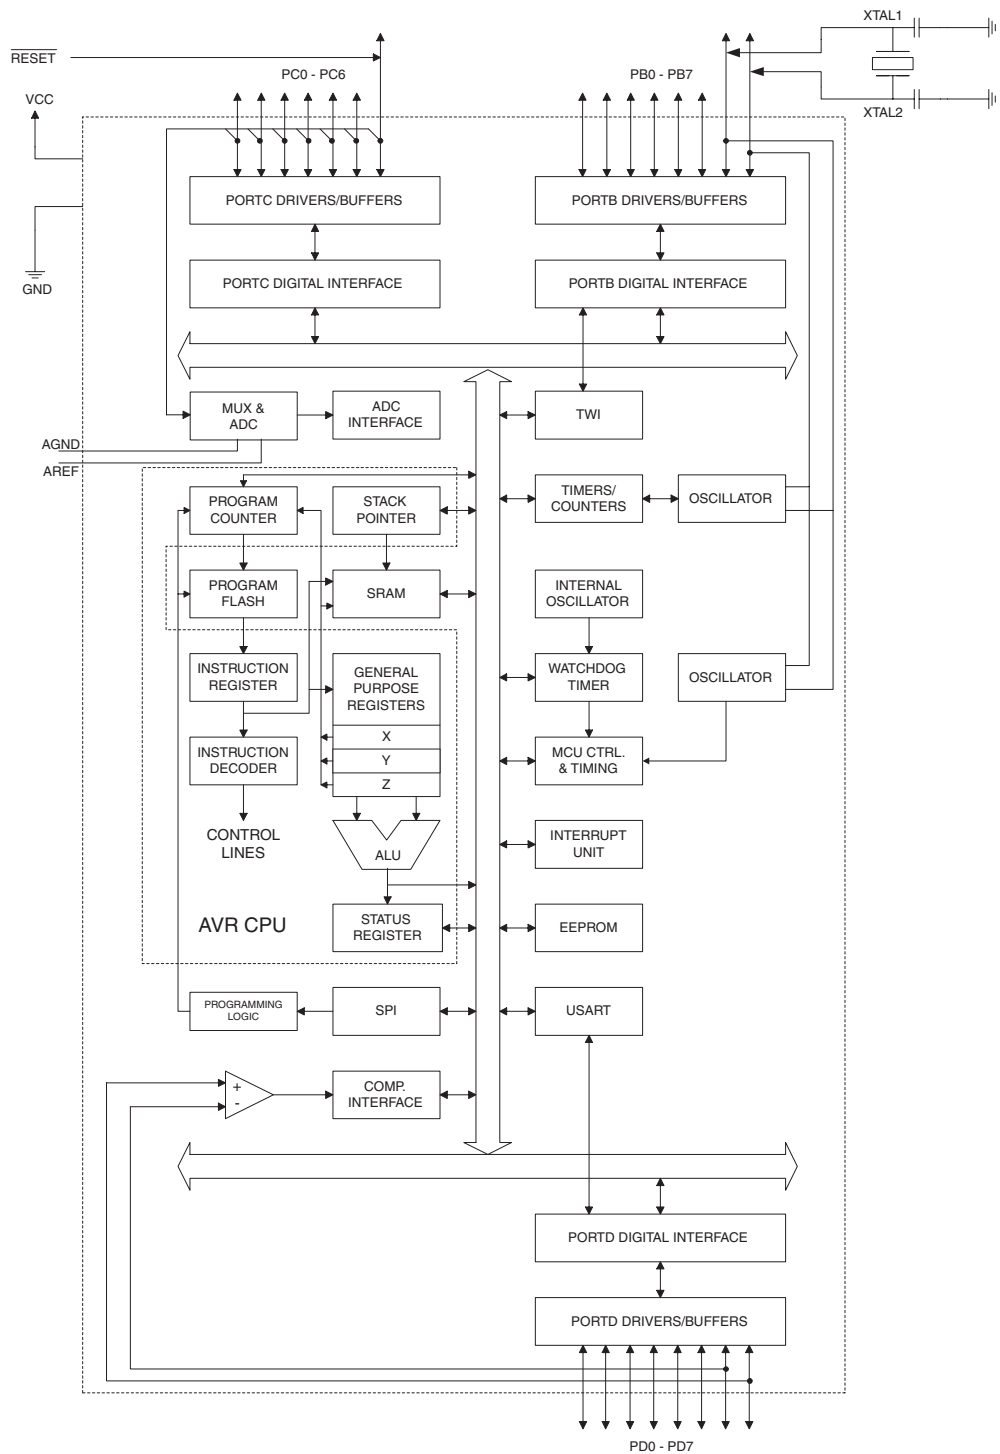 XTAL1
RESET
PC0 - PC6
PB0 - PB7
VCC
XTAL2
PORTC DRIVERS/BUFFERS
PORTB DRIVERS/BUFFERS
PORTC DIGITAL INTERFACE
PORTB DIGITAL INTERFACE
GND
MUX &
ADC
ADC
INTERFACE
TWI
AGND
AREF
PROGRAM
COUNTER
STACK
POINTER
TIMERS/
COUNTERS
OSCILLATOR
PROGRAM
FLASH
SRAM
INTERNAL
OSCILLATOR
INSTRUCTION
REGISTER
GENERAL
PURPOSE
REGISTERS
WATCHDOG
TIMER
OSCILLATOR
X
Y
Z
INSTRUCTION
DECODER
MCU CTRL.
& TIMING
CONTROL
LINES
ALU
INTERRUPT
UNIT
AVR CPU
STATUS
REGISTER
EEPROM
PROGRAMMING
LOGIC
SPI
USART
+
-
COMP.
INTERFACE
PORTD DIGITAL INTERFACE
PORTD DRIVERS/BUFFERS
PD0 - PD7